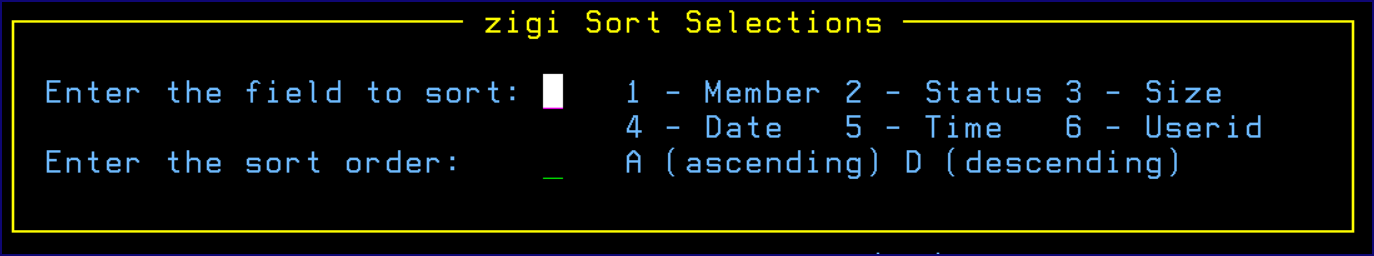 zigi Sort Selections
Enter the field to sort: 1 - Member 2 - Status 3 - Size
4 - Date 5 - Time 6 - Userid
Enter the sort order: _ A (ascending) D (descending)